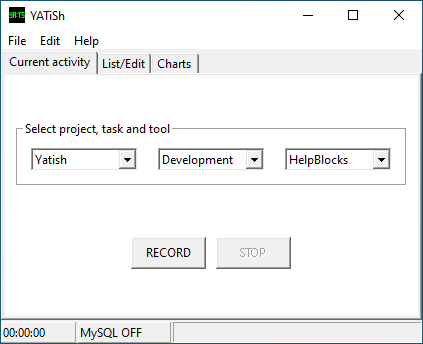 YATiSh
File Edit Help
Current activity List/Edit Charts
Select project, task and tool
Yatish Development HelpBlocks
RECORD STOP
00:00:00 MySQL OFF